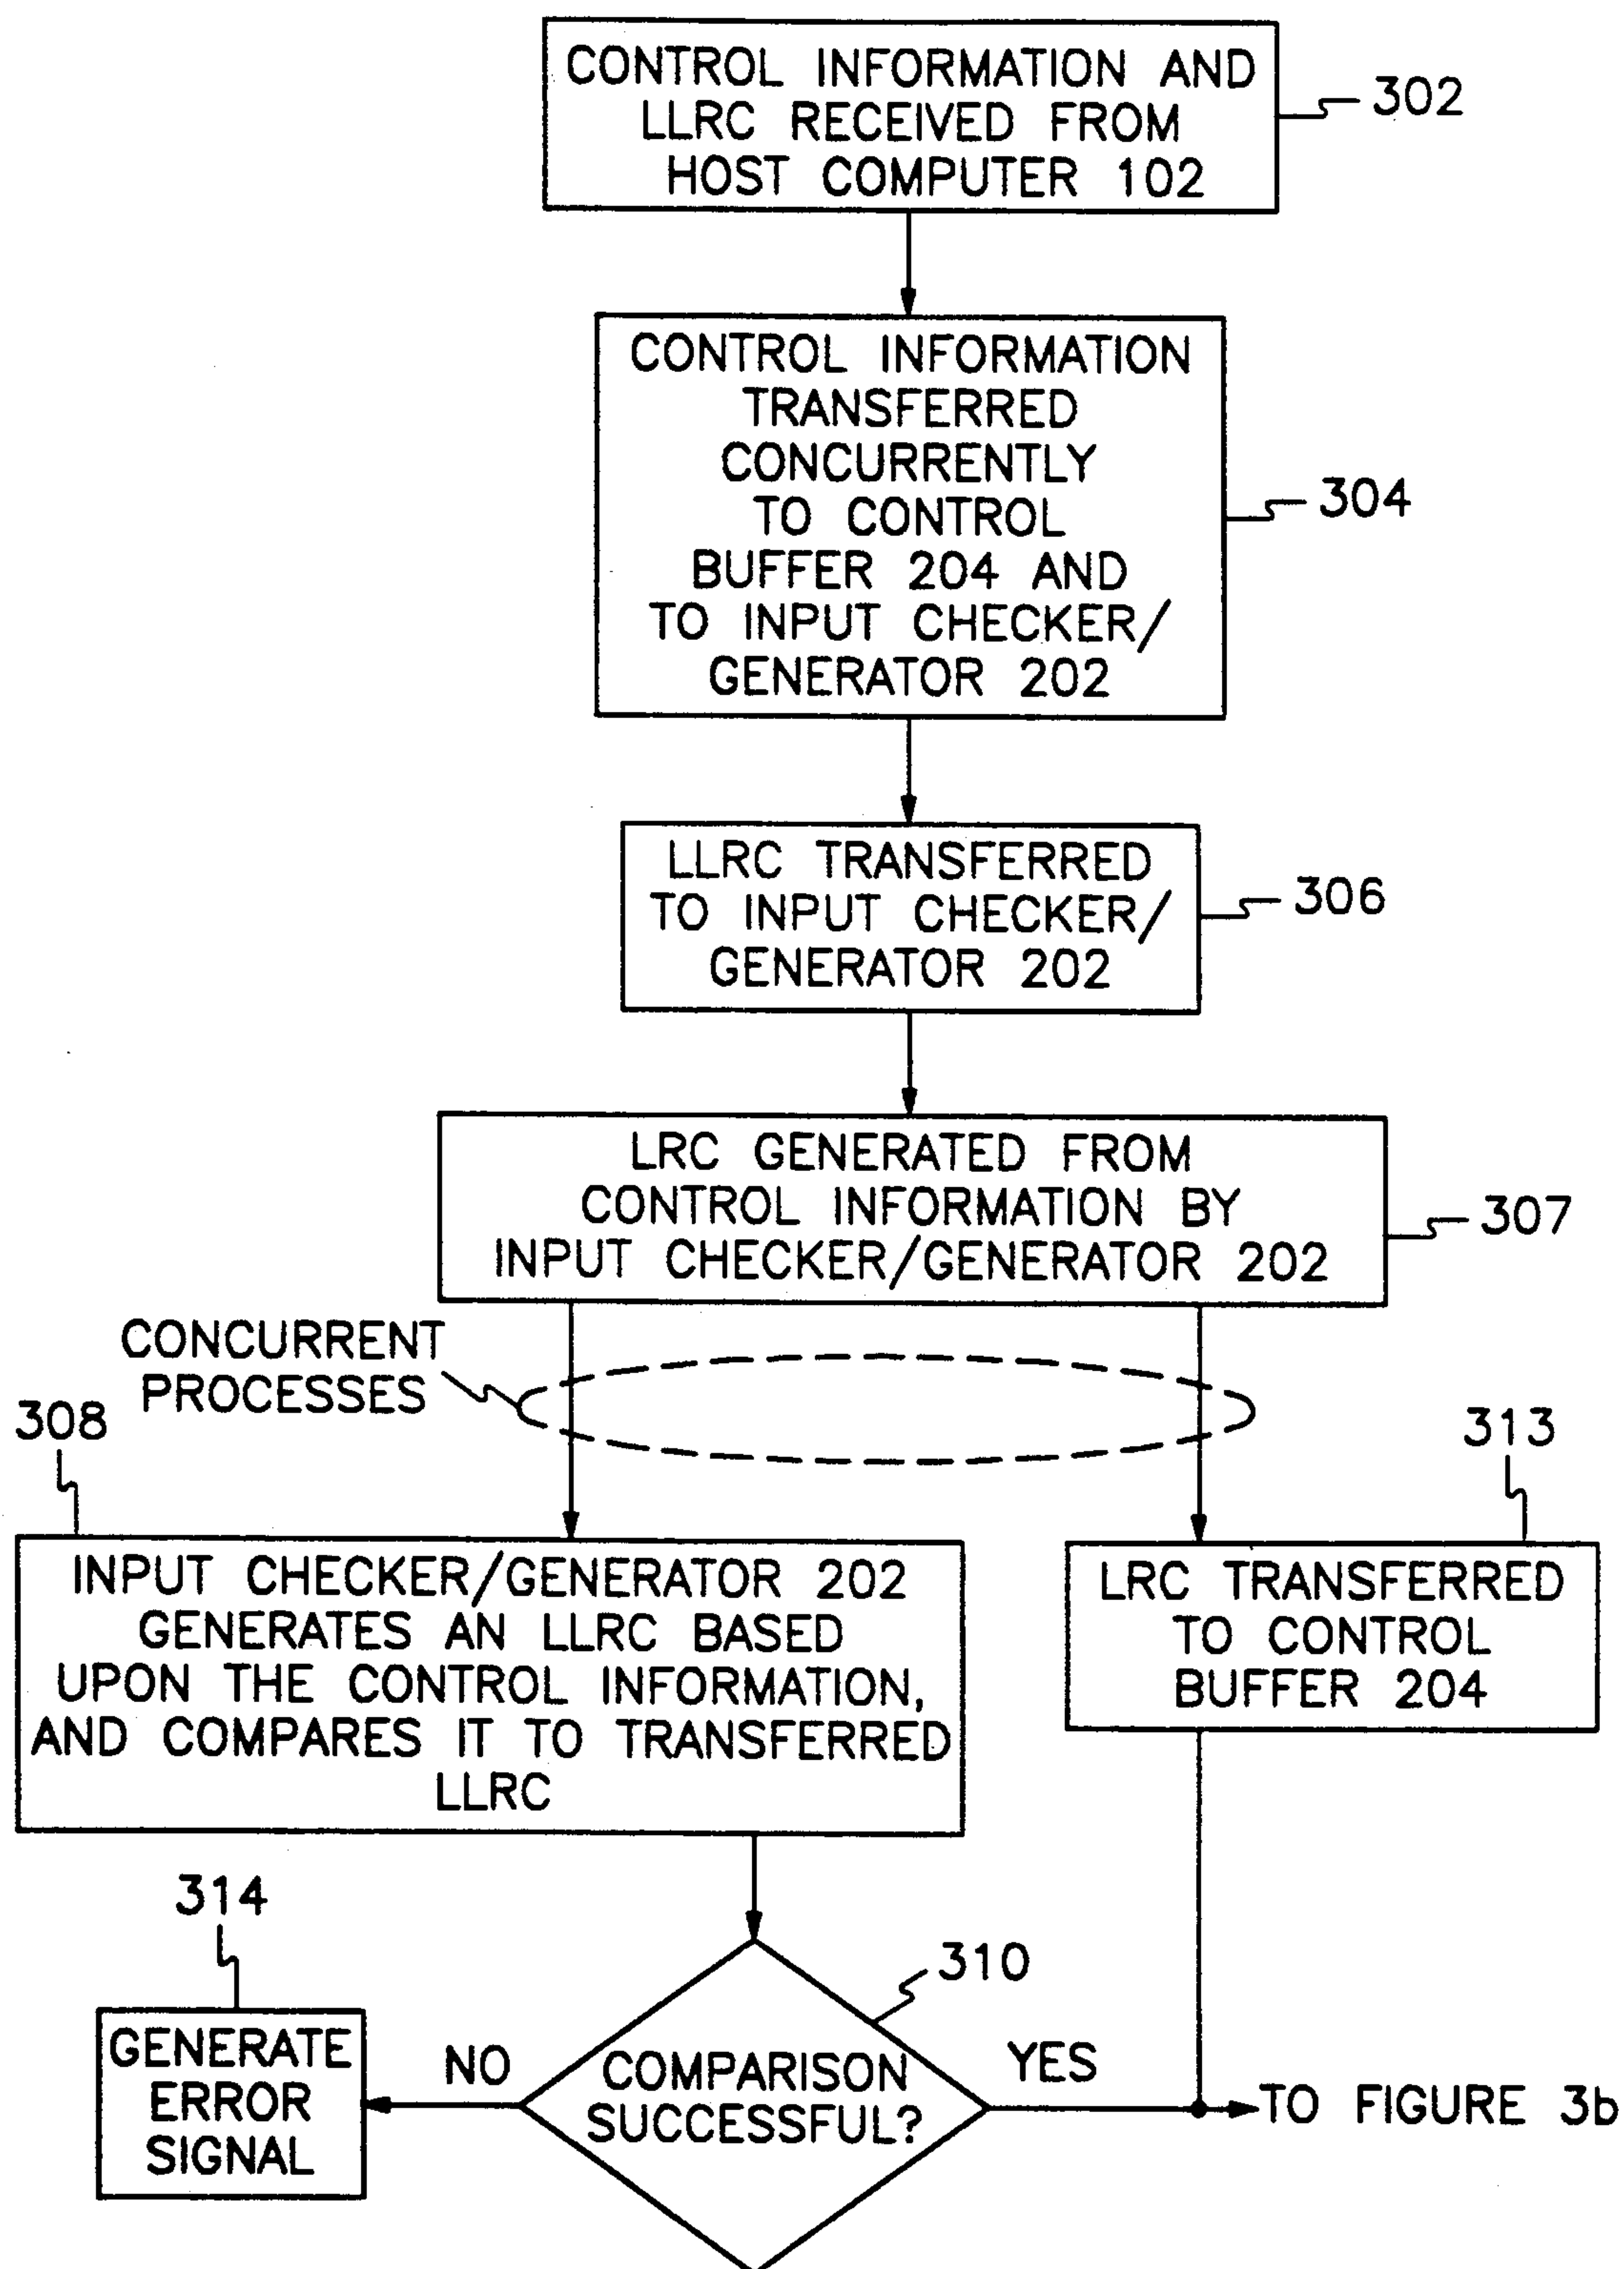 CONTROL INFORMATION AND
LLRC RECEIVED FROM
HOST COMPUTER 102
302
CONTROL INFORMATION
TRANSFERRED
CONCURRENTLY
TO CONTROL
BUFFER 204 AND
TO INPUT CHECKER/
GENERATOR 202
304
LLRC TRANSFERRED
TO INPUT CHECKER/
GENERATOR 202
306
LRC GENERATED FROM
CONTROL INFORMATION BY
INPUT CHECKER/GENERATOR 202
307
CONCURRENT
PROCESSES
308
313
INPUT CHECKER/GENERATOR 202
GENERATES AN LLRC BASED
UPON THE CONTROL INFORMATION,
AND COMPARES IT TO TRANSFERRED
LLRC
LRC TRANSFERRED
TO CONTROL
BUFFER 204
314
310
GENERATE
ERROR
SIGNAL
NO
COMPARISON
SUCCESSFUL?
YES
TO FIGURE 3b